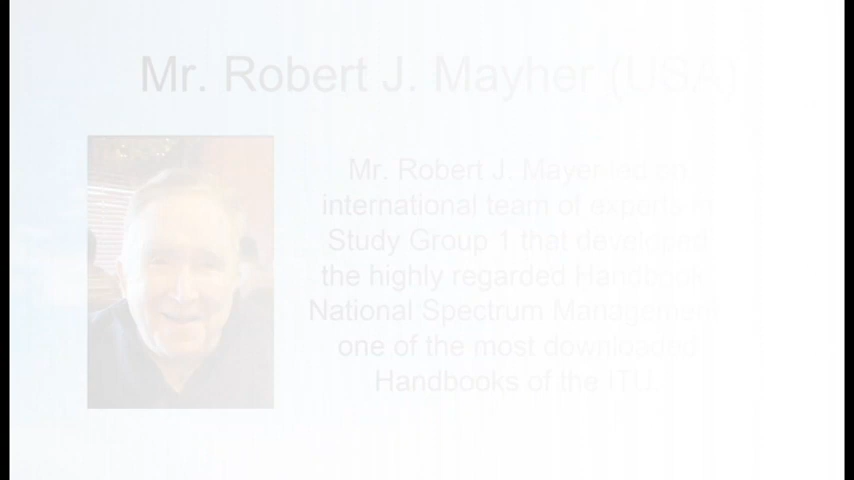 Mr. Robert J. Mayher (USA)
Mr. Robert J. Mayer led on
international team of experts in
Study Group 1 that developed
the highly regarded Handbook
National Spectrum Management
one of the most downloaded
Handbooks of the ITU.